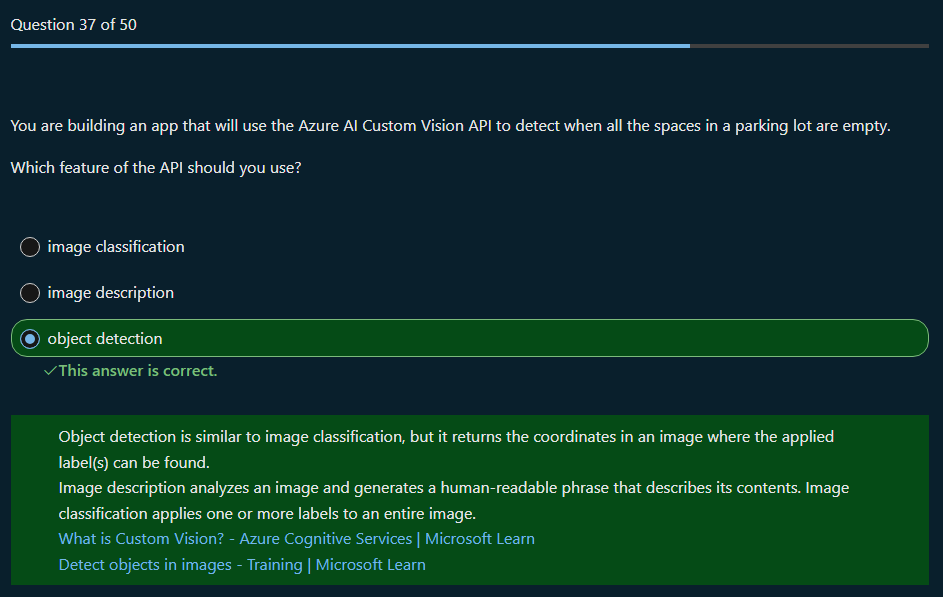 Question 37 of 50
You are building an app that will use the Azure AI Custom Vision API to detect when all the spaces in a parking lot are empty.
Which feature of the API should you use?
image classification
image description
object detection
✓This answer is correct.
Object detection is similar to image classification, but it returns the coordinates in an image where the applied
label(s) can be found.
Image description analyzes an image and generates a human-readable phrase that describes its contents. Image
classification applies one or more labels to an entire image.
What is Custom Vision? - Azure Cognitive Services | Microsoft Learn
Detect objects in images - Training | Microsoft Learn